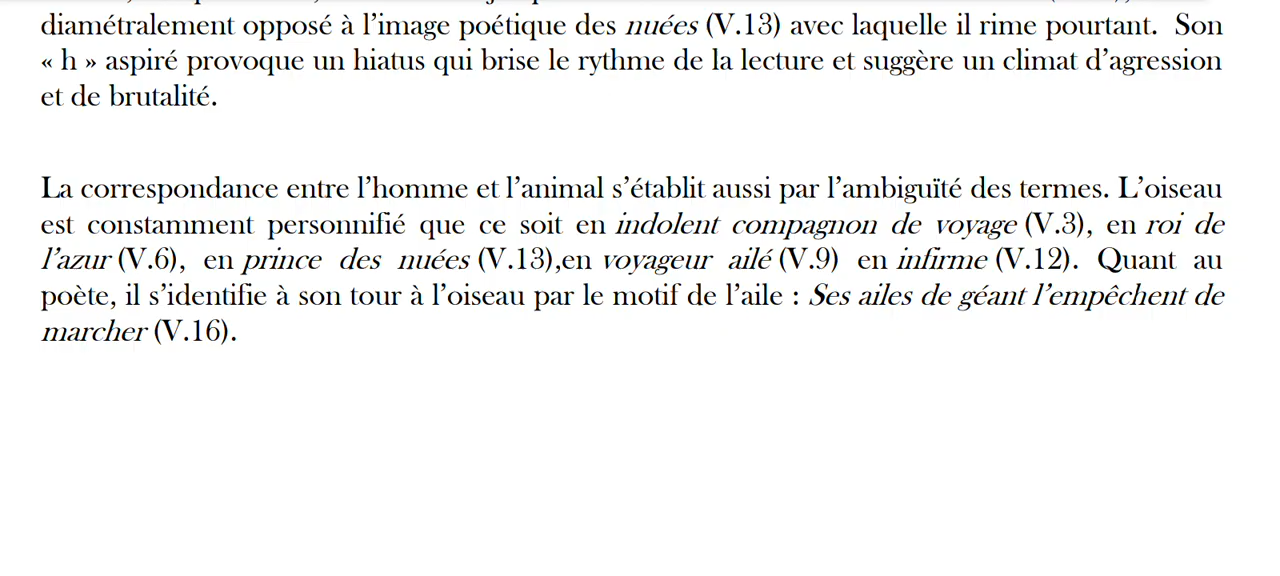 diamétralement opposé à l’image poétique des nuées (V.13) avec laquelle il rime pourtant. Son
« h » aspiré provoque un hiatus qui brise le rythme de la lecture et suggère un climat d’agression
et de brutalité.
La correspondance entre l’homme et l’animal s’établit aussi par l’ambiguïté des termes. L’oiseau
est constamment personnifié que ce soit en indolent compagnon de voyage (V.3), en roi de
l’azur (V.6), en prince des nuées (V.13),en voyageur ailé (V.9) en infirme (V.12). Quant au
poète, il s’identifie à son tour à l’oiseau par le motif de l’aile : Ses ailes de géant l’empêchent de
marcher (V.16).